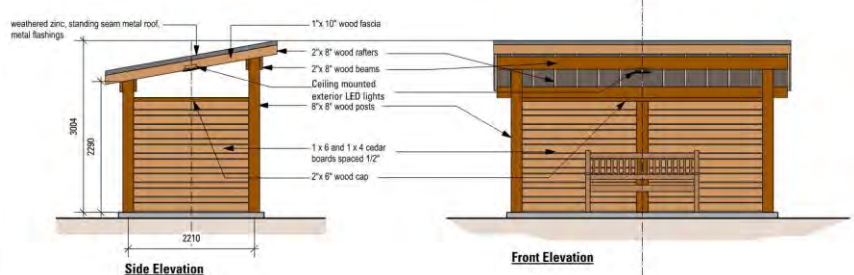 weathered zinc, standing seam metal roof,
metal flashings
1"x 10" wood fascia
2"x 8" wood rafters
2"x 8" wood beams
Ceiling mounted
exterior LED lights
8"x 8" wood posts
1 x 6 and 1 x 4 cedar
boards spaced 1/2"
2"x 6" wood cap
3004
2290
2210
Side Elevation
Front Elevation